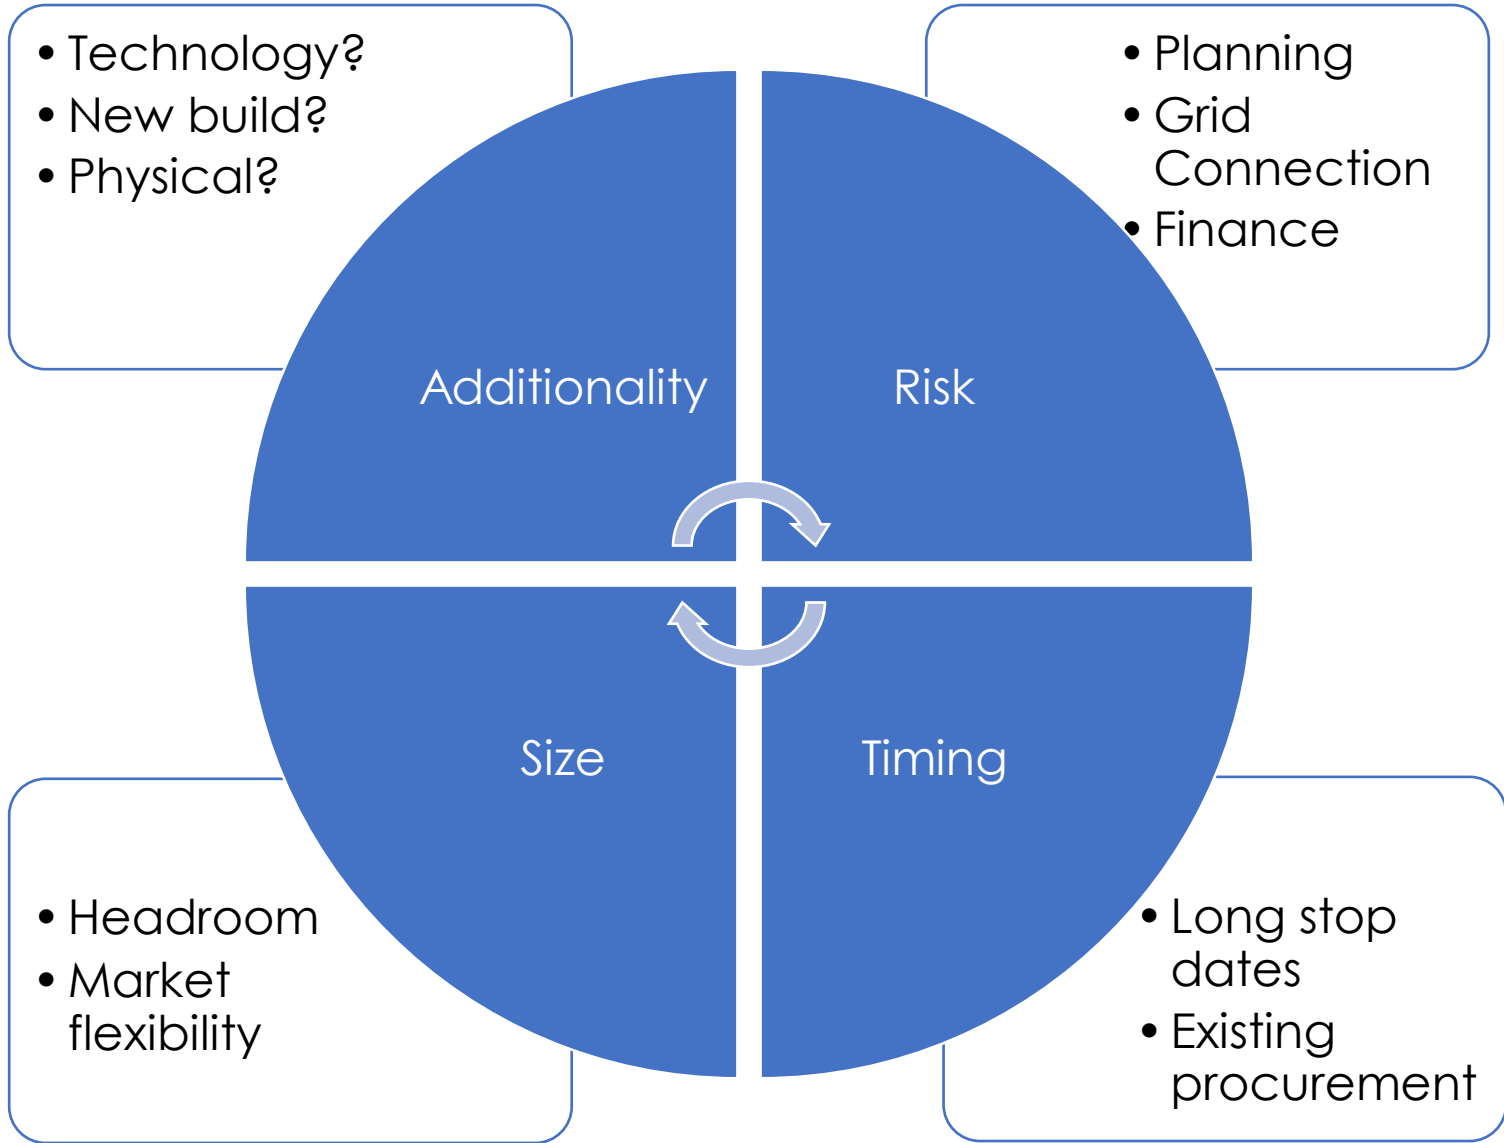 • Technology?
• New build?
• Physical?
• Planning
• Grid
Connection
• Finance
Additionality
Risk
Size
Timing
• Headroom
• Market
flexibility
• Long stop
dates
• Existing
procurement